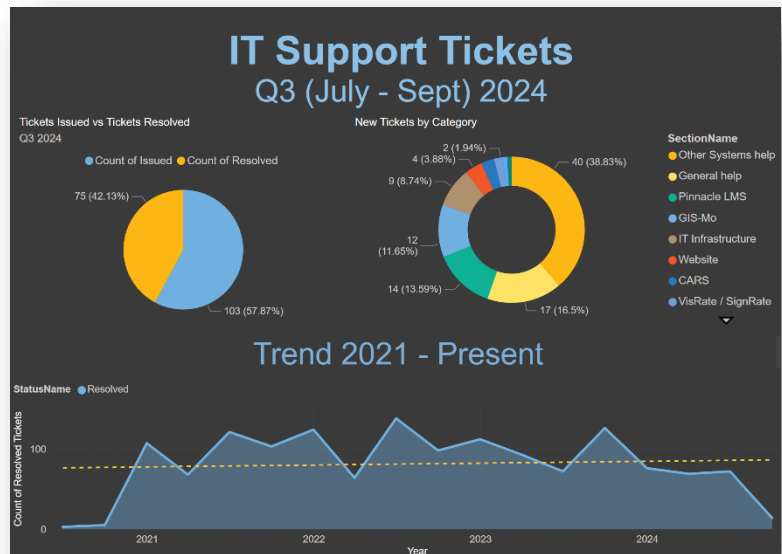 IT Support Tickets
Q3 (July - Sept) 2024
Tickets Issued vs Tickets Resolved
Q3 2024
Count of Issued Count of Resolved
75 (42.13%)
103 (57.87%)
New Tickets by Category
2 (1.94%)
4 (3.88%)
9 (8.74%)
12
(11.65%)
14 (13.59%)
17 (16.5%)
40 (38.83%)
SectionName
Other Systems help
General help
Pinnacle LMS
GIS-Mo
IT Infrastructure
Website
CARS
VisRate / SignRate
Trend 2021 - Present
StatusName Resolved
Count of Resolved Tickets
100
0
2021
2022
2023
2024
Year